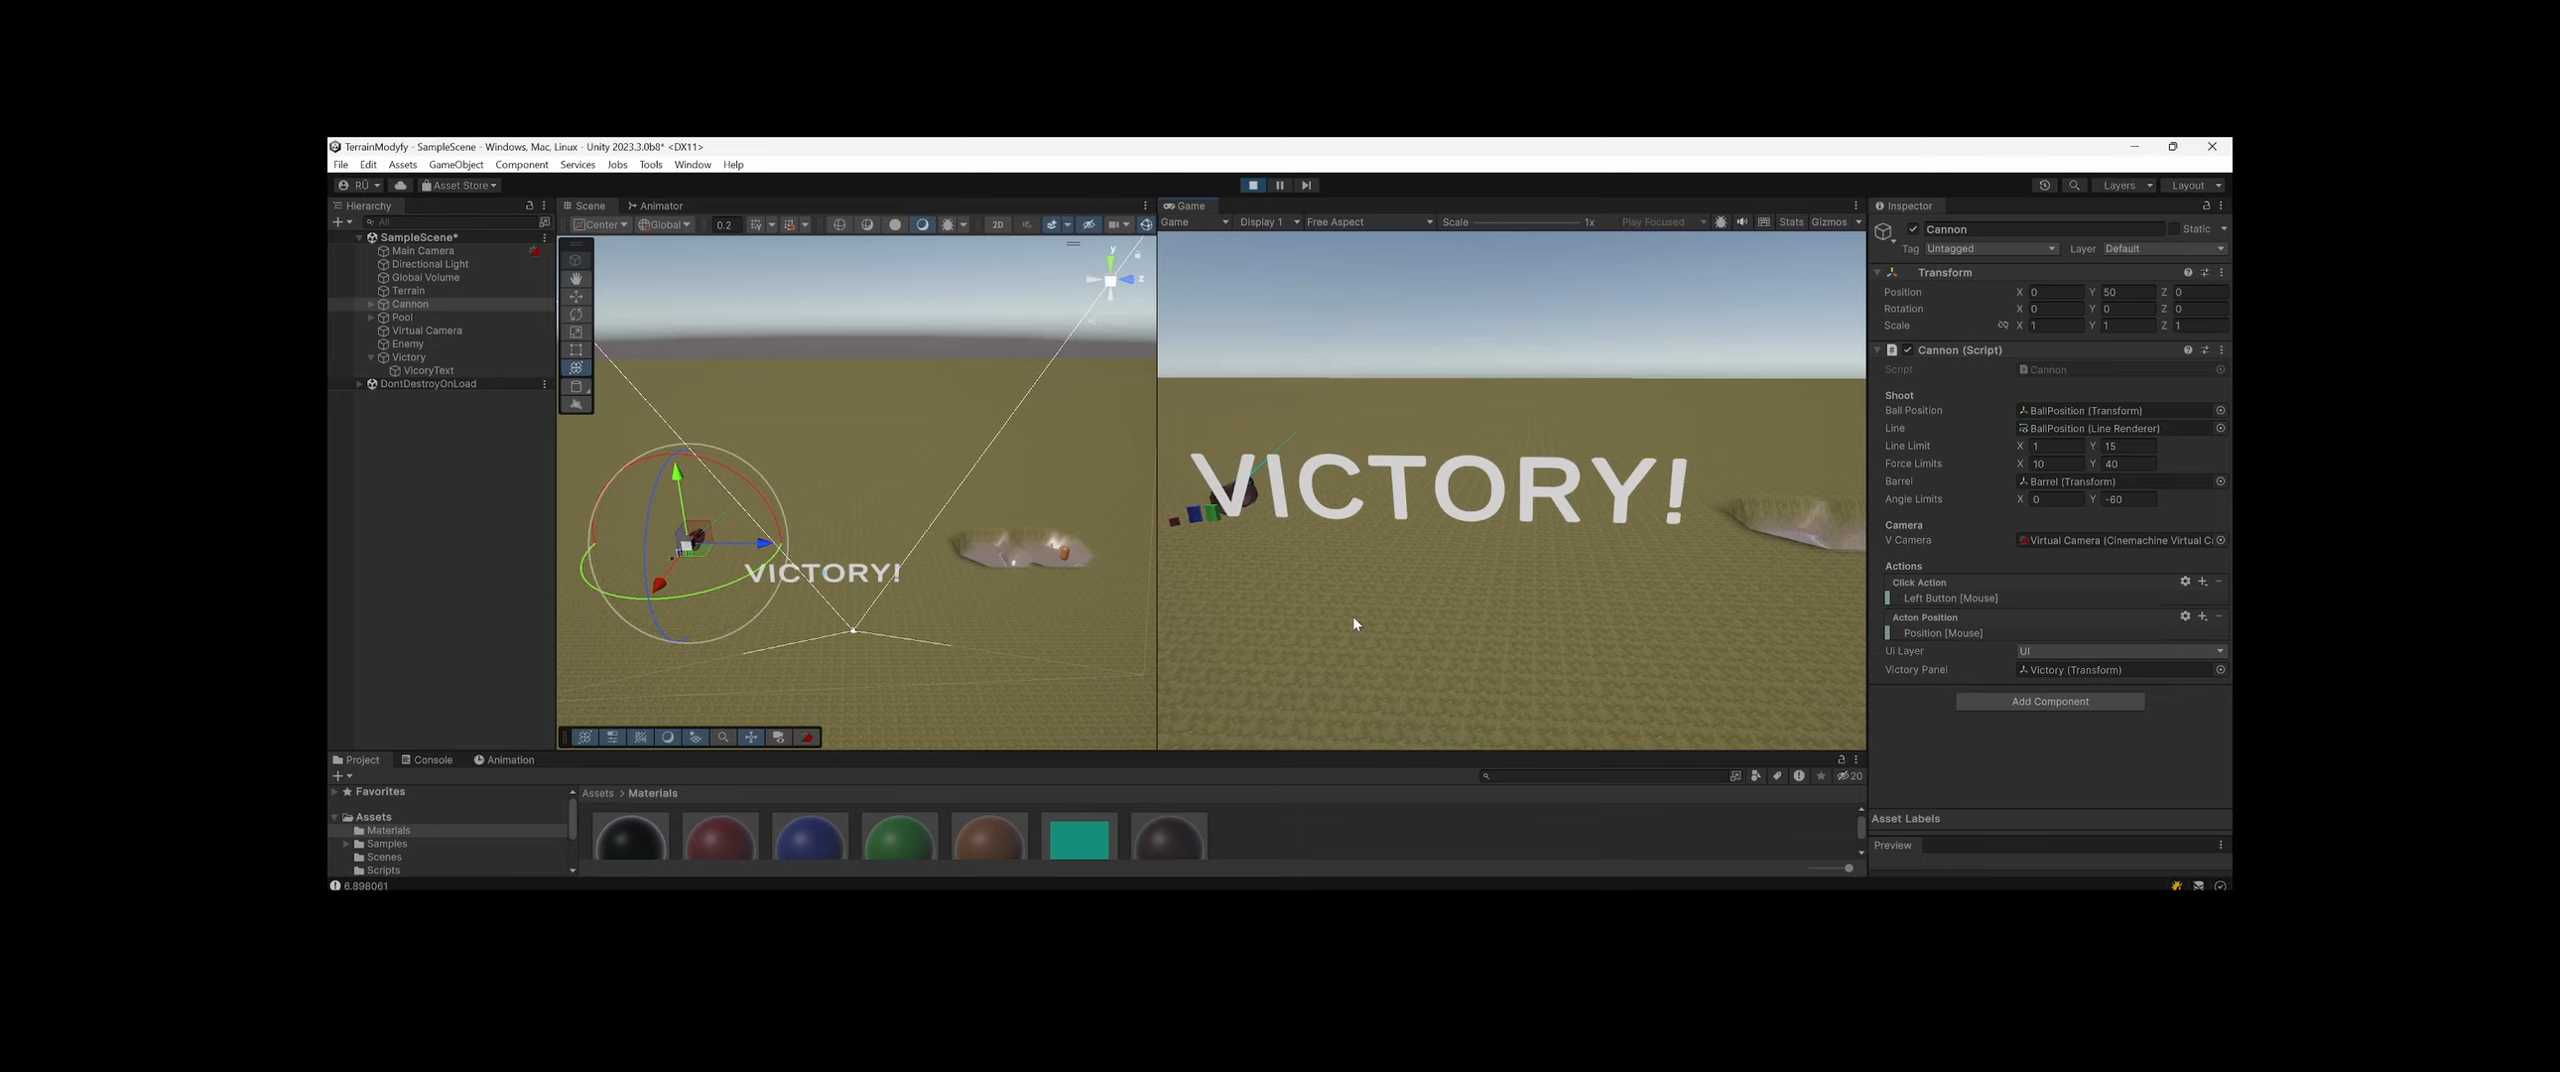 TerrainModyfy - SampleScene - Windows, Mac, Linux - Unity 2023.3.0b8* <DX11>
File Edit Assets GameObject Component Services Jobs Tools Window Help
RÜ Asset Store Layers Layout
Hierarchy
All
SampleScene*
Main Camera
Directional Light
Global Volume
Terrain
Cannon
Pool
Virtual Camera
Enemy
Victory
VicoryText
DontDestroyOnLoad
Scene Animator
Center Global 0.2 2D
y
z
VICTORY!
Game
Game Display 1 Free Aspect Scale 1x Play Focused Stats Gizmos
VICTORY!
Inspector
Cannon Static
Tag Untagged Layer Default
Transform
Position X 0 Y 50 Z 0
Rotation X 0 Y 0 Z 0
Scale X 1 Y 1 Z 1
Cannon (Script)
Script Cannon
Shoot
Ball Position BallPosition (Transform)
Line BallPosition (Line Renderer)
Line Limit X 1 Y 15
Force Limits X 10 Y 40
Barrel Barrel (Transform)
Angle Limits X 0 Y -60
Camera
V Camera Virtual Camera (Cinemachine Virtual Ca
Actions
Click Action
Left Button [Mouse]
Acton Position
Position [Mouse]
Ui Layer UI
Victory Panel Victory (Transform)
Add Component
Asset Labels
Preview
Project Console Animation
20
Favorites
Assets
Materials
Samples
Scenes
Scripts
Assets > Materials
6.898061